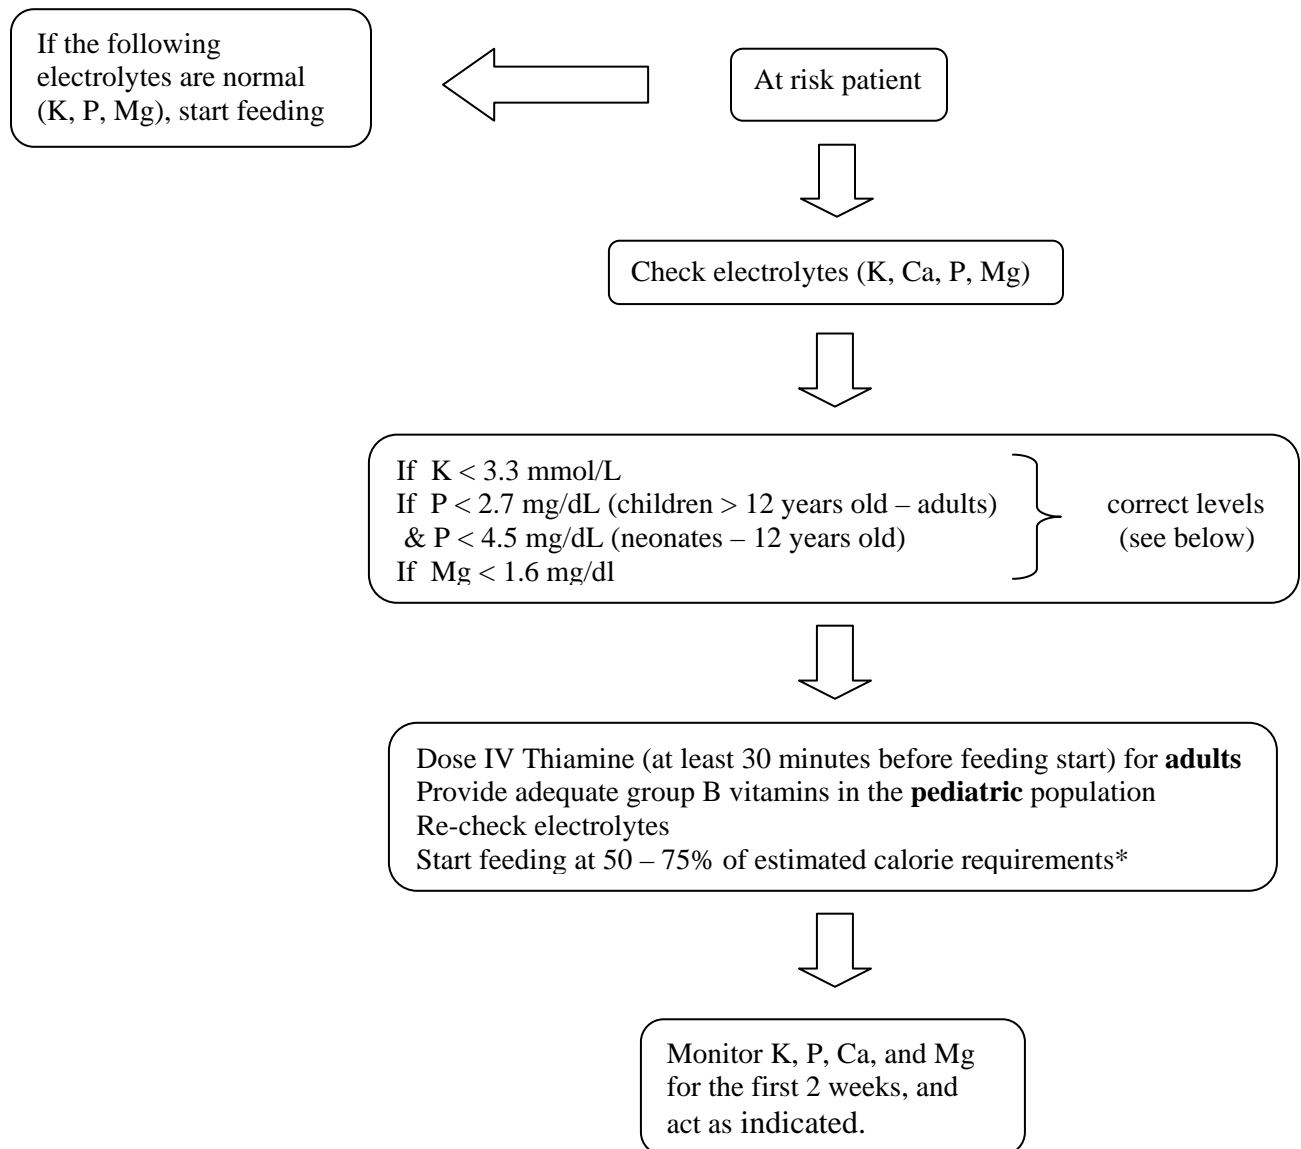 If the following
electrolytes are normal
(K, P, Mg), start feeding
At risk patient
Check electrolytes (K, Ca, P, Mg)
If  K < 3.3 mmol/L
If  P < 2.7 mg/dL (children > 12 years old – adults)
& P < 4.5 mg/dL (neonates – 12 years old)
If  Mg < 1.6 mg/dl
correct levels
(see below)
Dose IV Thiamine (at least 30 minutes before feeding start) for adults
Provide adequate group B vitamins in the pediatric population
Re-check electrolytes
Start feeding at 50 – 75% of estimated calorie requirements*
Monitor K, P, Ca, and Mg
for the first 2 weeks, and
act as indicated.